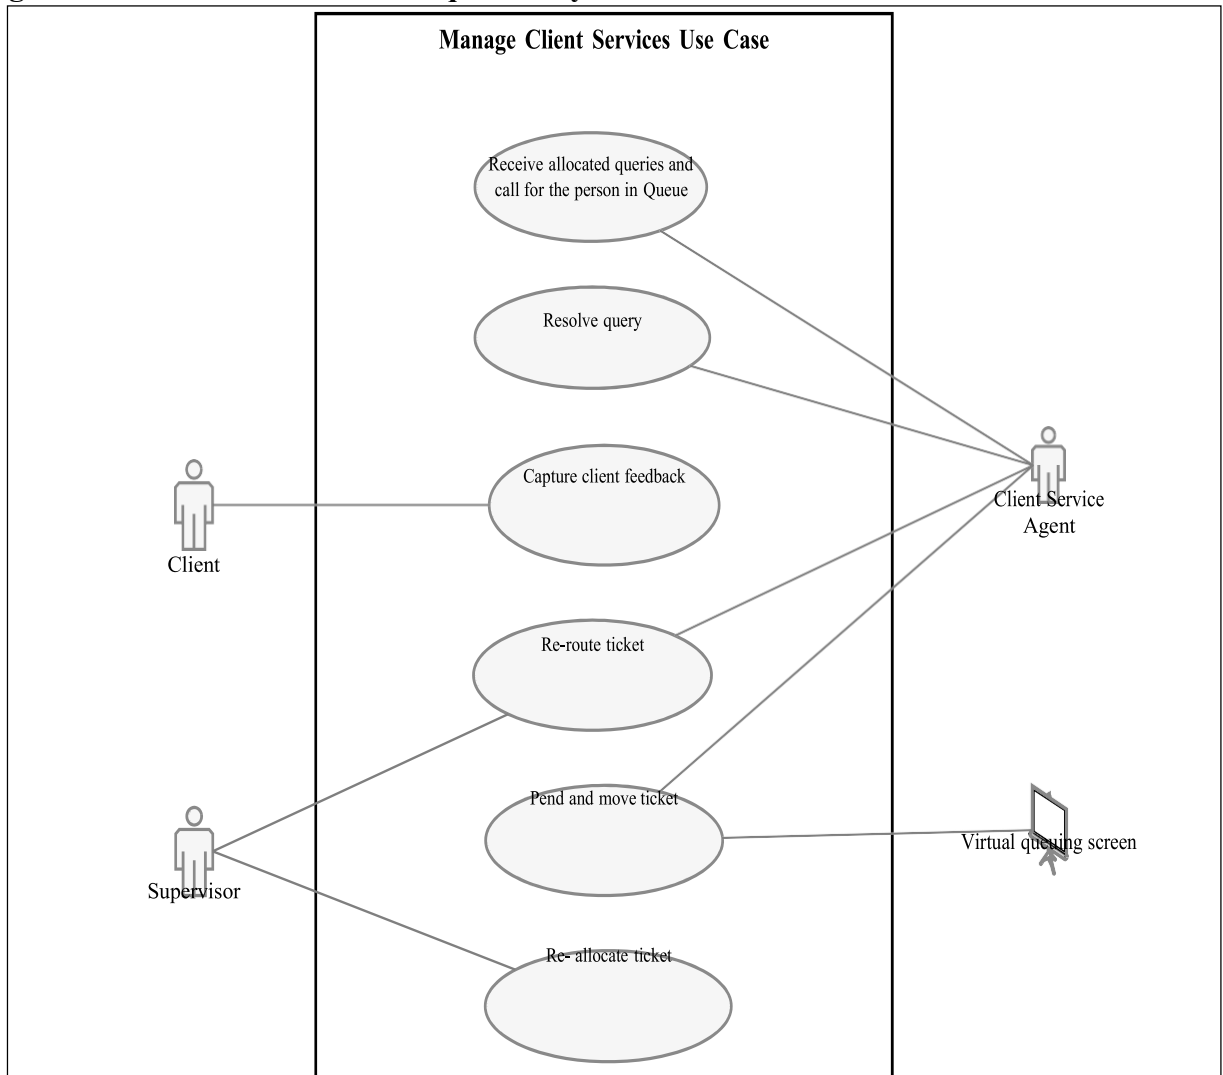 Manage Client Services Use Case
Receive allocated queries and
call for the person in Queue
Resolve query
Capture client feedback
Client Service
Agent
Client
Re-route ticket
Pend and move ticket
Virtual queuing screen
Supervisor
Re- allocate ticket